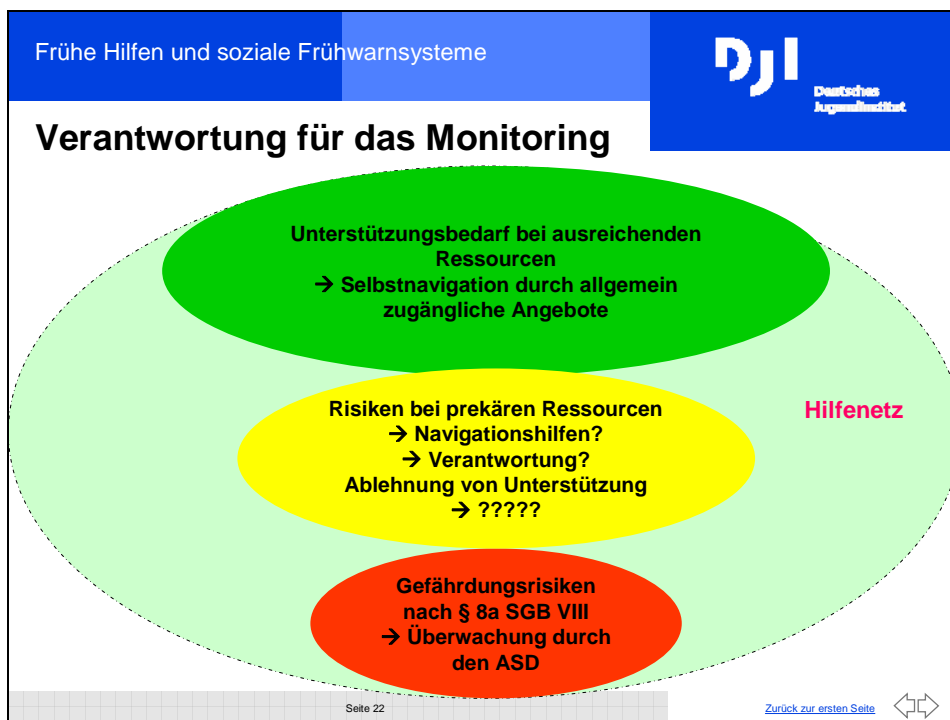 Frühe Hilfen und soziale Frühwarnsysteme
DJI
Deutsches
Jugendinstitut
Verantwortung für das Monitoring
Unterstützungsbedarf bei ausreichenden
Ressourcen
→ Selbstnavigation durch allgemein
zugängliche Angebote
Risiken bei prekären Ressourcen
→ Navigationshilfen?
→ Verantwortung?
Ablehnung von Unterstützung
→ ?????
Hilfenetz
Gefährdungsrisiken
nach § 8a SGB VIII
→ Überwachung durch
den ASD
Seite 22
Zurück zur ersten Seite